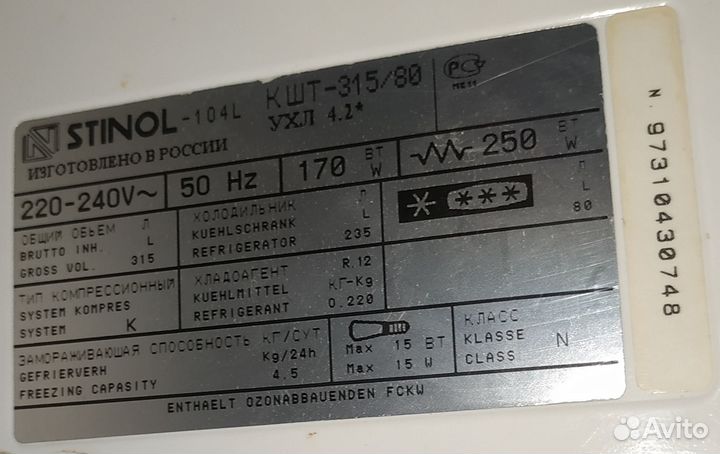 STINOL -104L КШТ-315/80
УХЛ 4.2*
РСТ
МЕ11
ИЗГОТОВЛЕНО В РОССИИ
220-240V~ 50 Hz 170 ВТ W 250 ВТ W
ОБЩИЙ ОБЪЕМ Л
BRUTTO INH. L
GROSS VOL. 315
ХОЛОДИЛЬНИК Л
KUEHLSCHRANK L
REFRIGERATOR 235
* *** Л
L
80
ТИП КОМПРЕССИОННЫЙ
SYSTEM KOMPRES
SYSTEM K
ХЛАДОАГЕНТ R.12
KUEHLMITTEL КГ-Kg
REFRIGERANT 0.220
ЗАМОРАЖИВАЮЩАЯ СПОСОБНОСТЬ КГ/СУТ
GEFRIERVERH Kg/24h
FREEZING CAPASITY 4.5
Max 15 ВТ
Max 15 W
КЛАСС
KLASSE N
CLASS
ENTHAELT OZONABBAUENDEN FCKW
N. 97310430748
Avito